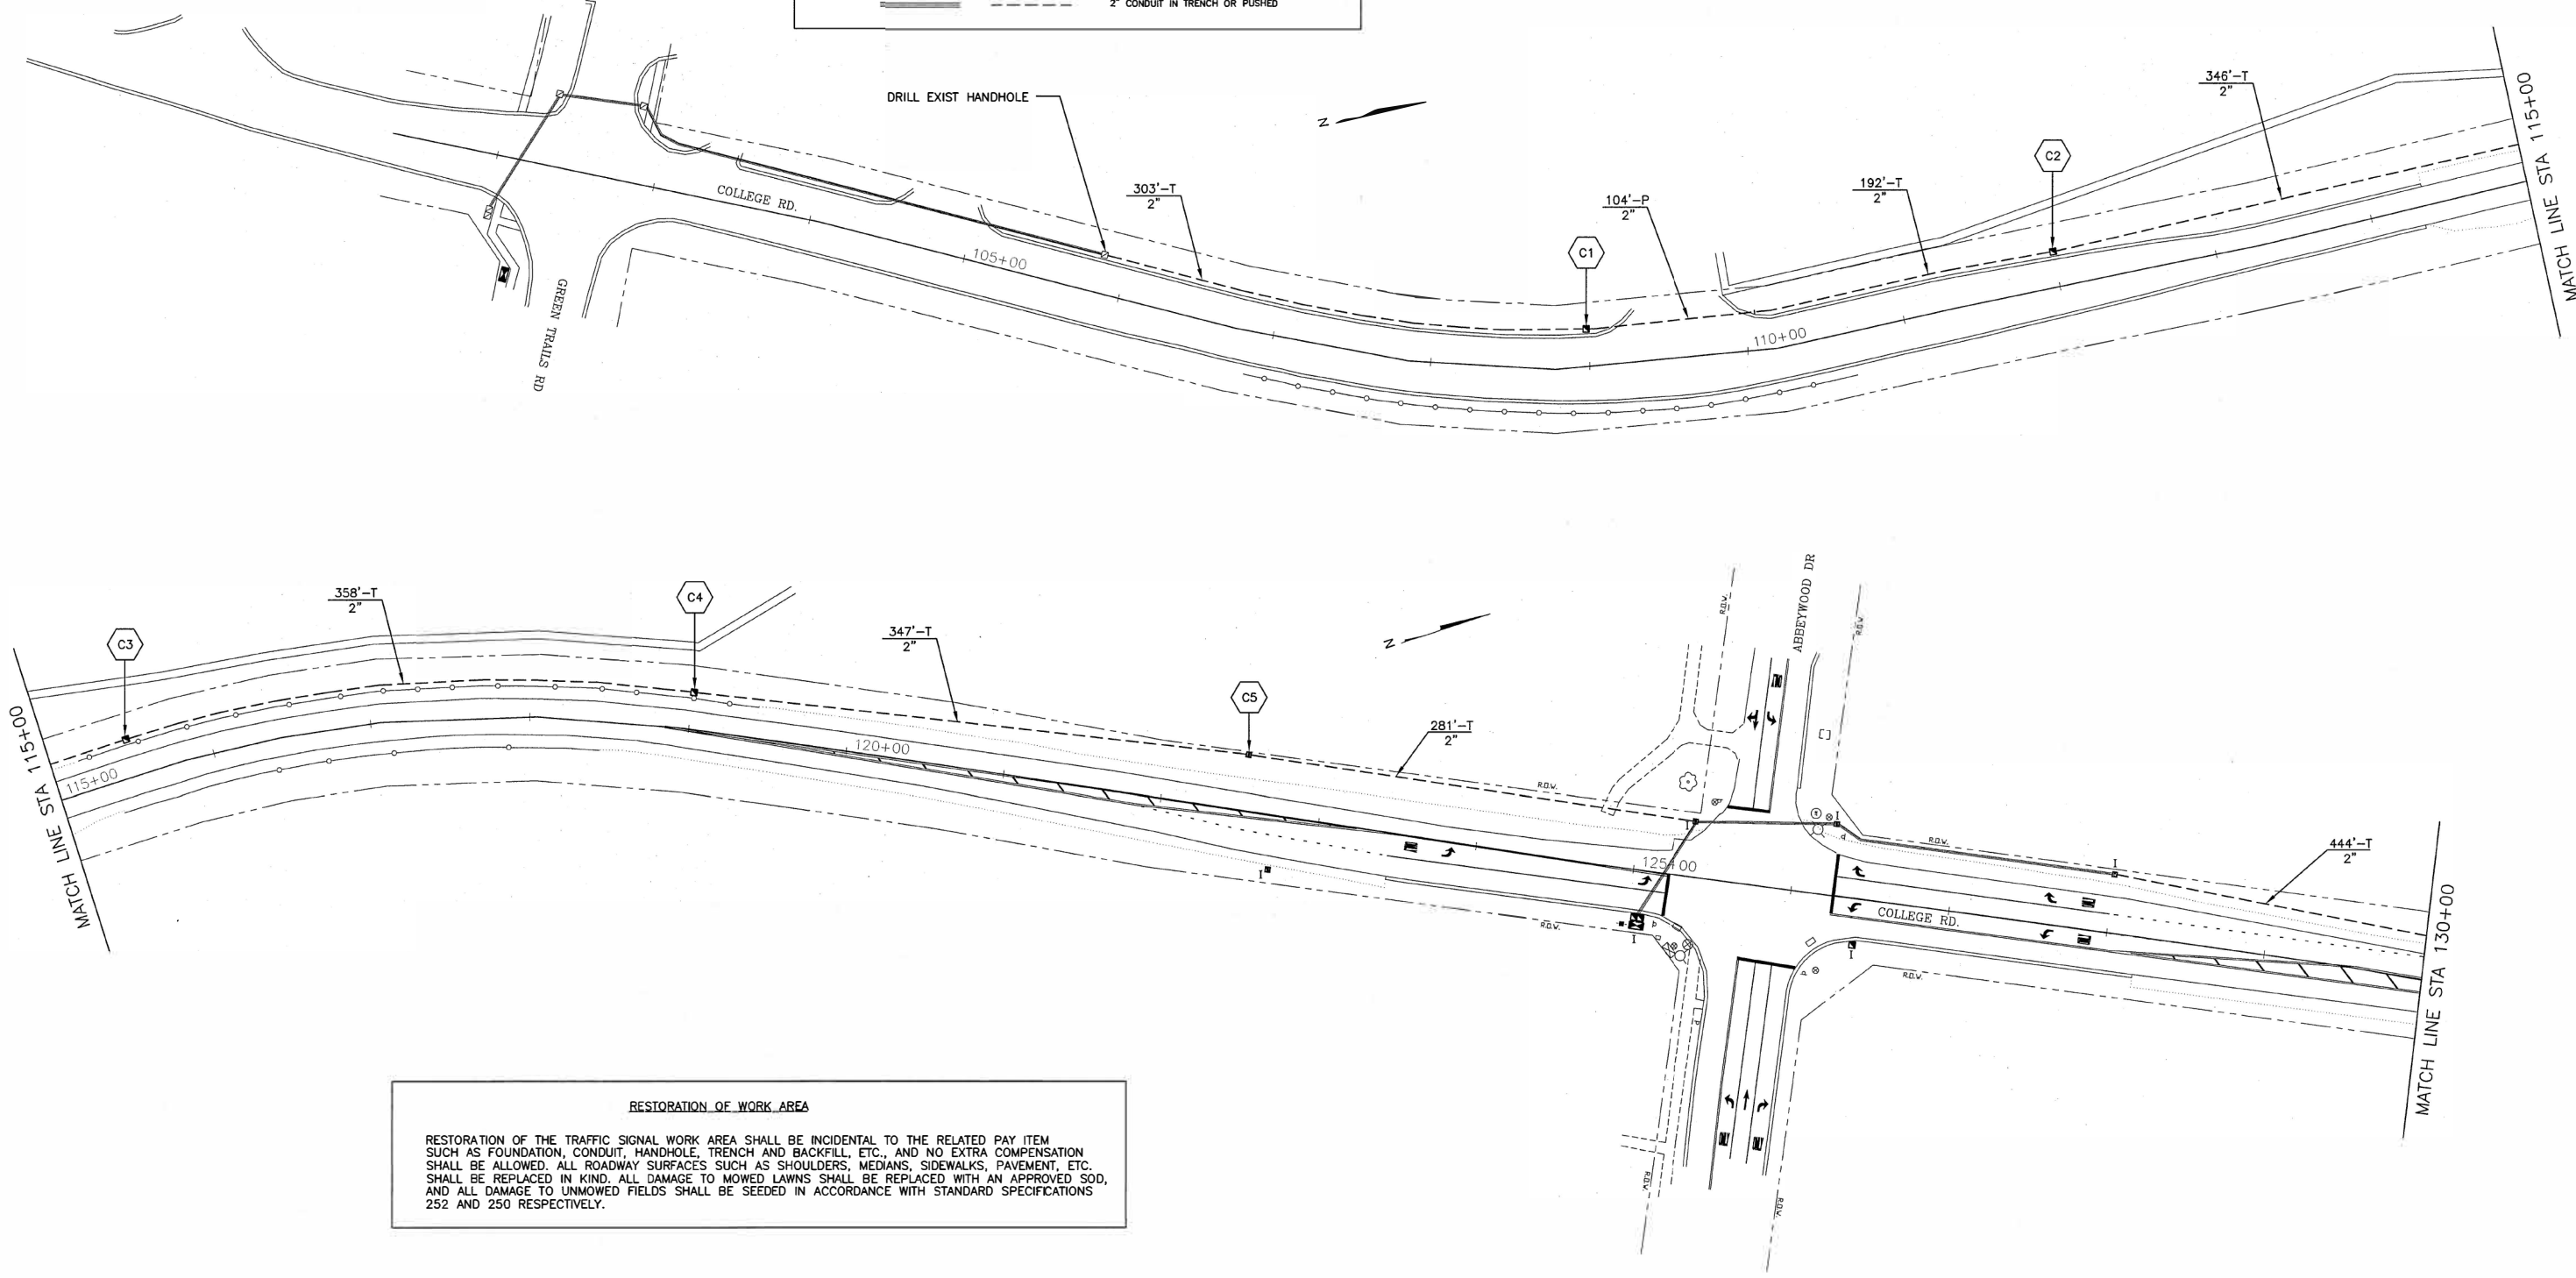 2" CONDUIT IN TRENCH OR PUSHED
DRILL EXIST HANDHOLE
N
346'-T
2"
MATCH LINE STA 115+00
C2
303'-T
2"
192'-T
2"
104'-P
2"
COLLEGE RD.
C1
105+00
110+00
GREEN TRAILS RD
ABBEYWOOD DR
358'-T
2"
C4
N
R.O.W.
R.O.W.
C3
347'-T
2"
C5
281'-T
2"
MATCH LINE STA 115+00
115+00
120+00
R.O.W.
I
I
R.O.W.
I
444'-T
2"
125+00
I
COLLEGE RD.
R.O.W.
I
I
R.O.W.
MATCH LINE STA 130+00
R.O.W.
R.O.W.
RESTORATION OF WORK AREA
RESTORATION OF THE TRAFFIC SIGNAL WORK AREA SHALL BE INCIDENTAL TO THE RELATED PAY ITEM
SUCH AS FOUNDATION, CONDUIT, HANDHOLE, TRENCH AND BACKFILL, ETC., AND NO EXTRA COMPENSATION
SHALL BE ALLOWED. ALL ROADWAY SURFACES SUCH AS SHOULDERS, MEDIANS, SIDEWALKS, PAVEMENT, ETC.
SHALL BE REPLACED IN KIND. ALL DAMAGE TO MOWED LAWNS SHALL BE REPLACED WITH AN APPROVED SOD,
AND ALL DAMAGE TO UNMOWED FIELDS SHALL BE SEEDED IN ACCORDANCE WITH STANDARD SPECIFICATIONS
252 AND 250 RESPECTIVELY.